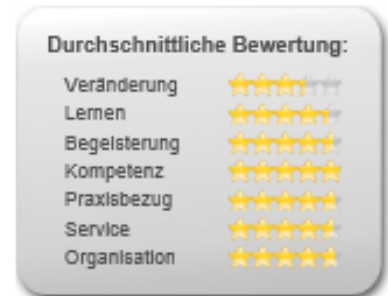 Durchschnittliche Bewertung:
Veränderung
Lernen
Begeisterung
Kompetenz
Praxisbezug
Service
Organisation